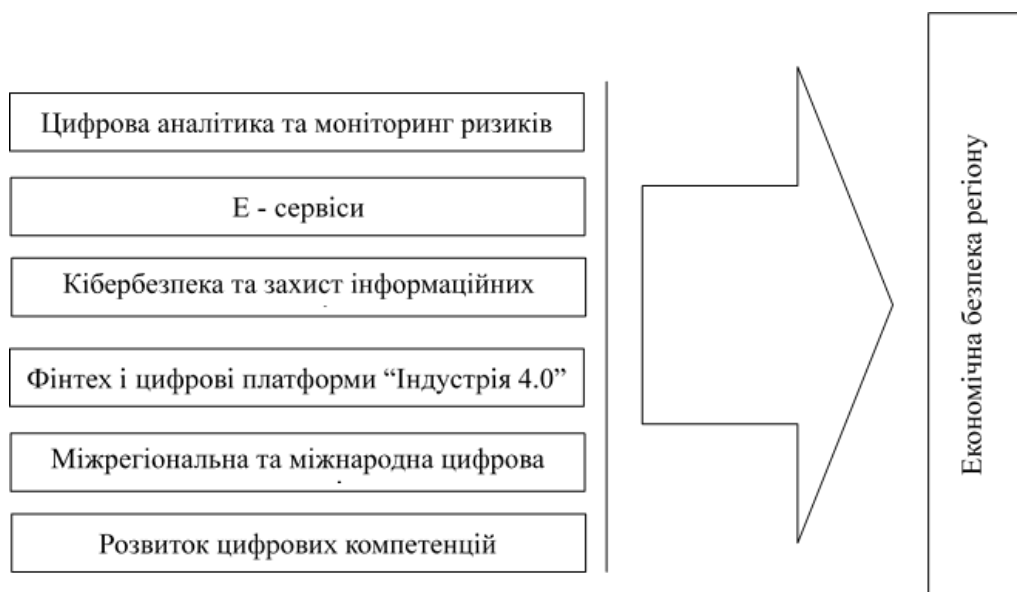 Цифрова аналітика та моніторинг ризиків
Е - сервіси
Кібербезпека та захист інформаційних
Фінтех і цифрові платформи “Індустрія 4.0”
Міжрегіональна та міжнародна цифрова
Розвиток цифрових компетенцій
Економічна безпека регіону